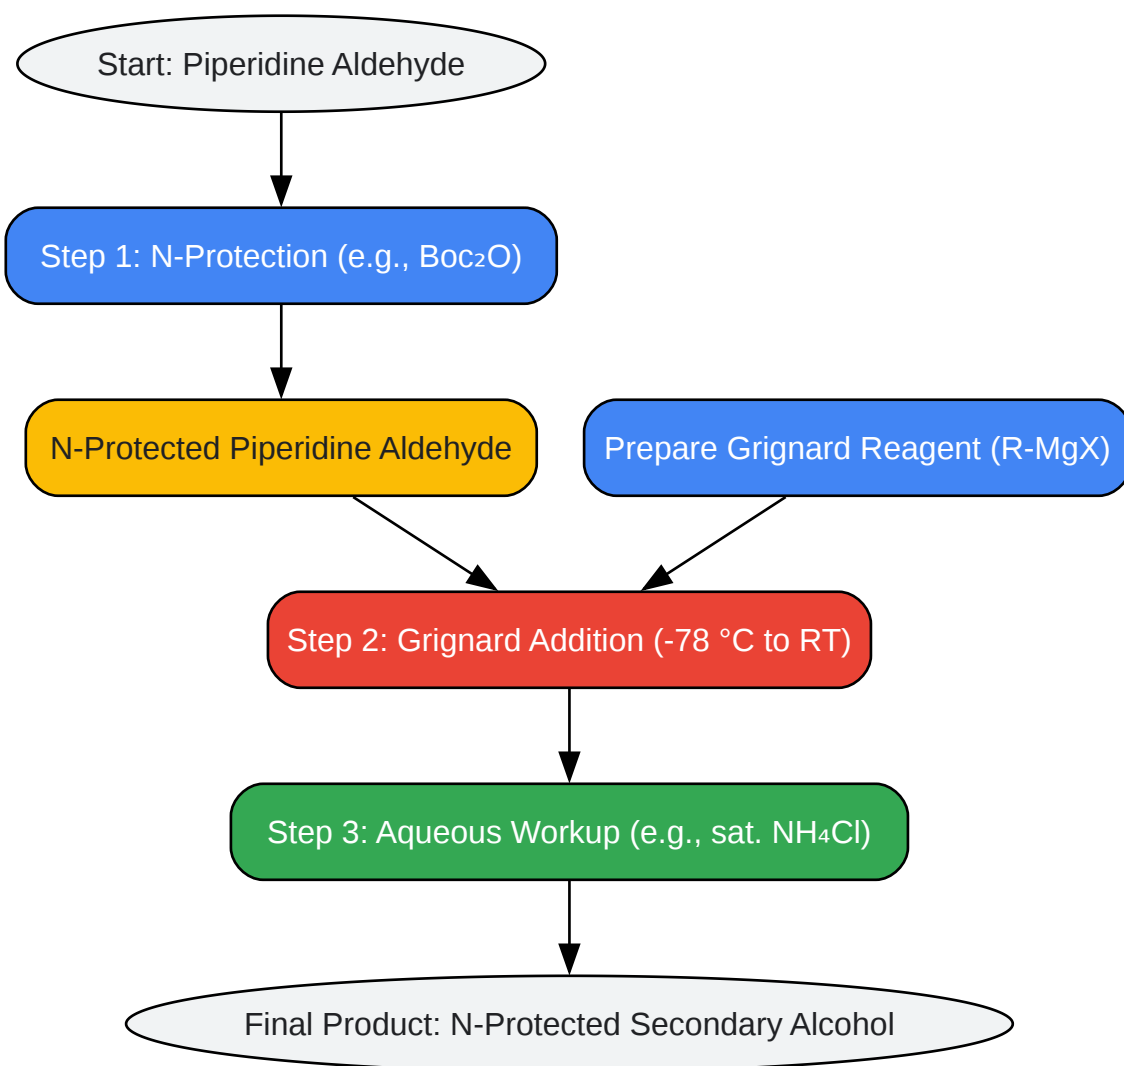 Start: Piperidine Aldehyde
Step 1: N-Protection (e.g., Boc₂O)
N-Protected Piperidine Aldehyde
Prepare Grignard Reagent (R-MgX)
Step 2: Grignard Addition (-78 °C to RT)
Step 3: Aqueous Workup (e.g., sat. NH₄Cl)
Final Product: N-Protected Secondary Alcohol